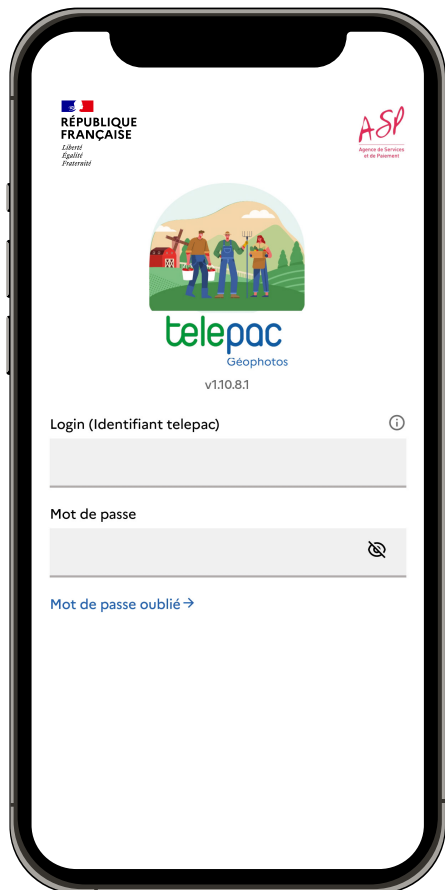 RÉPUBLIQUE
FRANÇAISE
Liberté
Égalité
Fraternité
ASP
Agence de Services
et de Paiement
telepac
Géophotos
v1.10.8.1
Login (Identifiant telepac)
Mot de passe
Mot de passe oublié